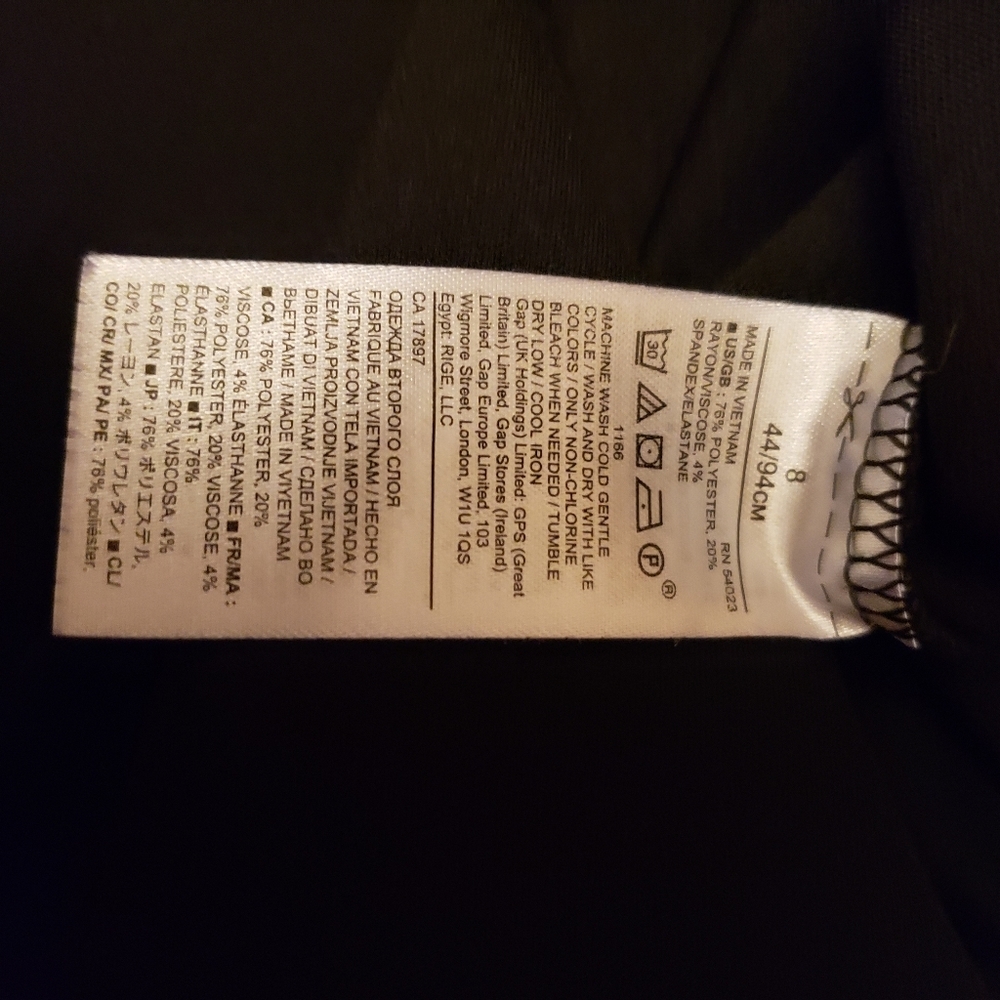 8
44/94CM
RN 54023
MADE IN VIETNAM
■ US/GB : 76% POLYESTER, 20%
RAYON/VISCOSE, 4%
SPANDEX/ELASTANE
®
30
P
1166
MACHINE WASH COLD GENTLE
CYCLE / WASH AND DRY WITH LIKE
COLORS / ONLY NON-CHLORINE
BLEACH WHEN NEEDED / TUMBLE
DRY LOW / COOL IRON
Gap (UK Holdings) Limited: GPS (Great
Britain) Limited, Gap Stores (Ireland)
Limited, Gap Europe Limited, 103
Wigmore Street, London, W1U 1QS
Egypt: RIGE, LLC
CA 17897
ОДЕЖДА ВТОРОГО СЛОЯ
FABRIQUÉ AU VIETNAM / HECHO EN
VIETNAM CON TELA IMPORTADA /
ZEMLJA PROIZVODNJE VIJETNAM /
DIBUAT DI VIETNAM / СДЕЛАНО ВО
ВЬЕТНАМЕ / MADE IN VIYETNAM
■ CA : 76% POLYESTER, 20%
VISCOSE, 4% ÉLASTHANNE ■ FR/MA :
76% POLYESTER, 20% VISCOSE, 4%
ÉLASTHANNE ■ IT : 76%
POLIESTERE, 20% VISCOSA, 4%
ELASTAN ■ JP : 76% ポリエステル,
20% レーヨン, 4% ポリウレタン ■ CL/
CO/ CR/ MX/ PA/ PE : 76% poliéster,